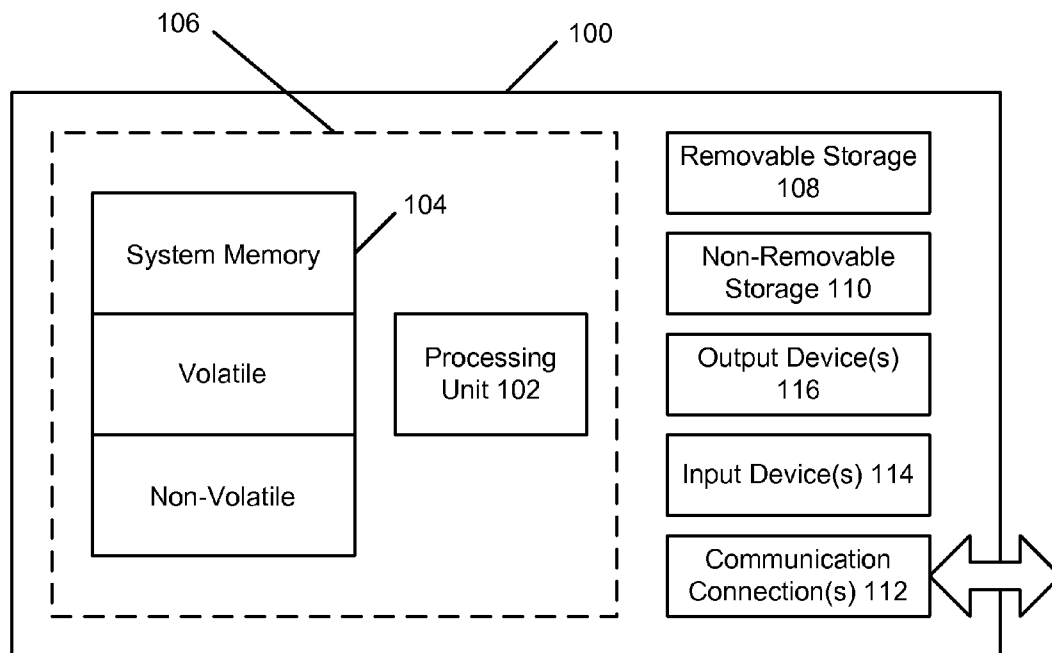 106
100
104
System Memory
Volatile
Non-Volatile
Processing
Unit 102
Removable Storage
108
Non-Removable
Storage 110
Output Device(s)
116
Input Device(s) 114
Communication
Connection(s) 112